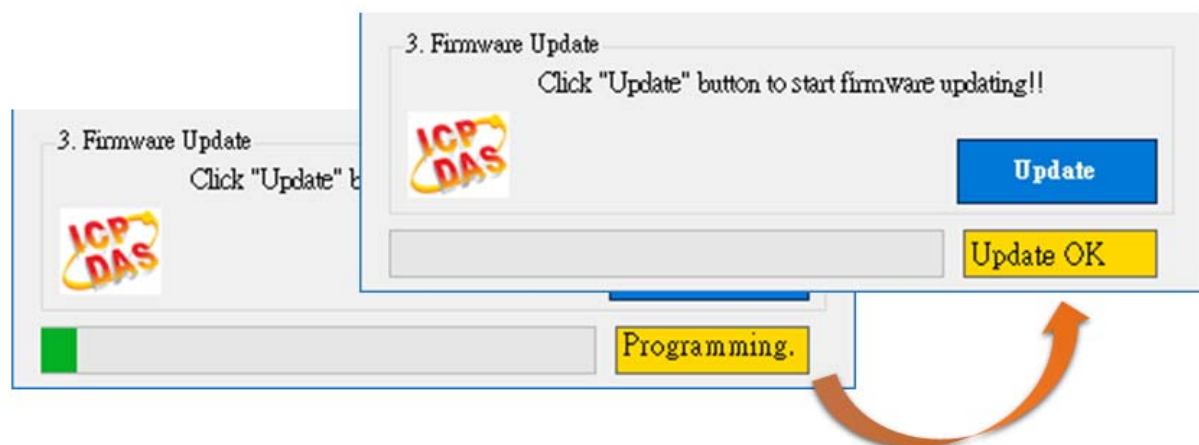 3. Firmware Update
Click "Update" button to start firmware updating!!
ICP
DAS
Update
Update OK
3. Firmware Update
Click "Update" b
ICP
DAS
Programming.